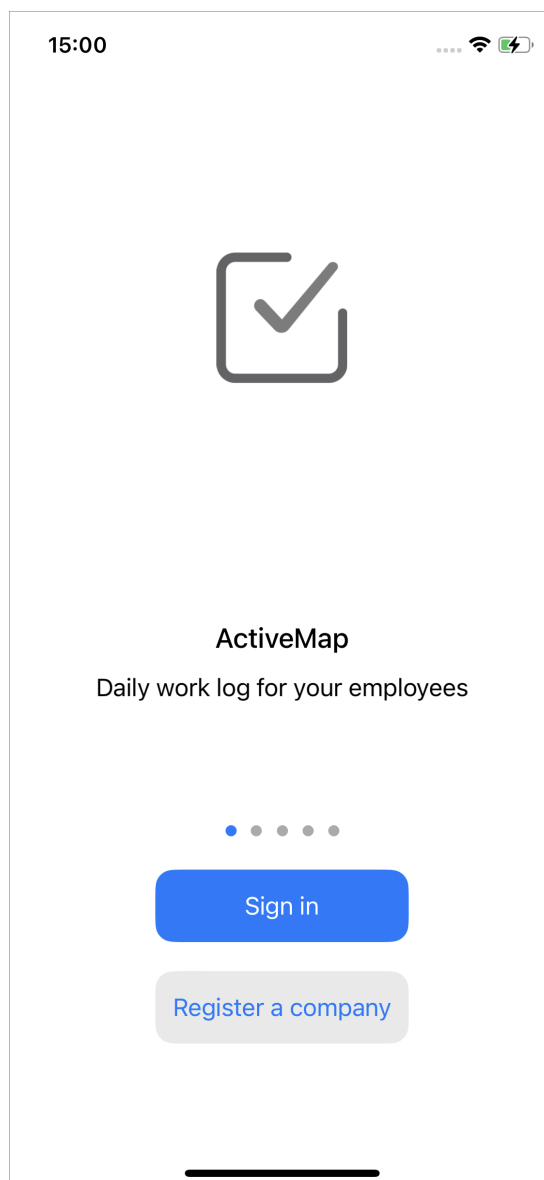 15:00
ActiveMap
Daily work log for your employees
Sign in
Register a company